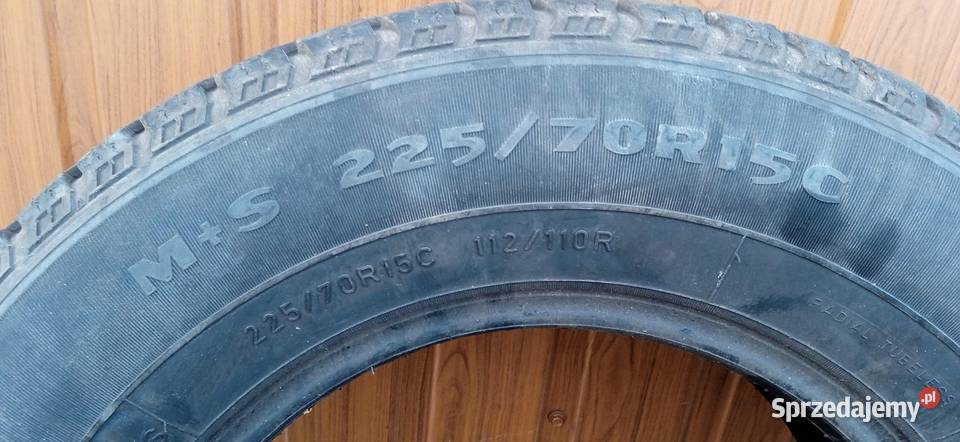 M+S 225/70R15C
225/70R15C 112/110R
RADIAL TUBELESS
Sprzedajemy.pl